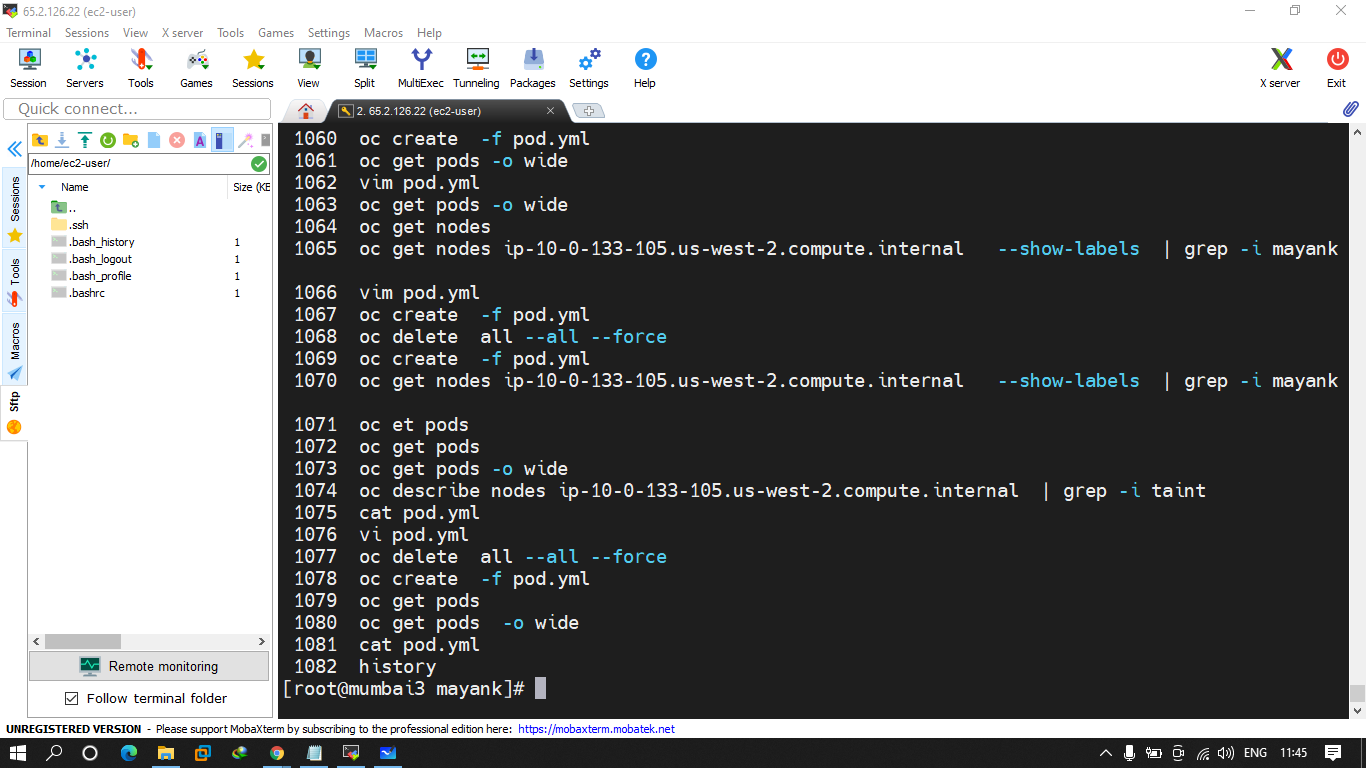 65.2.126.22 (ec2-user)
Terminal Sessions View X server Tools Games Settings Macros Help
Session Servers Tools Games Sessions View Split MultiExec Tunneling Packages Settings Help X server Exit
Quick connect...
2. 65.2.126.22 (ec2-user)
/home/ec2-user/
Name Size (KB
..
.ssh
.bash_history 1
.bash_logout 1
.bash_profile 1
.bashrc 1
Sessions
Tools
Macros
Sftp
Remote monitoring
Follow terminal folder
1060 oc create -f pod.yml
1061 oc get pods -o wide
1062 vim pod.yml
1063 oc get pods -o wide
1064 oc get nodes
1065 oc get nodes ip-10-0-133-105.us-west-2.compute.internal --show-labels | grep -i mayank
1066 vim pod.yml
1067 oc create -f pod.yml
1068 oc delete all --all --force
1069 oc create -f pod.yml
1070 oc get nodes ip-10-0-133-105.us-west-2.compute.internal --show-labels | grep -i mayank
1071 oc et pods
1072 oc get pods
1073 oc get pods -o wide
1074 oc describe nodes ip-10-0-133-105.us-west-2.compute.internal | grep -i taint
1075 cat pod.yml
1076 vi pod.yml
1077 oc delete all --all --force
1078 oc create -f pod.yml
1079 oc get pods
1080 oc get pods -o wide
1081 cat pod.yml
1082 history
[root@mumbai3 mayank]#
UNREGISTERED VERSION - Please support MobaXterm by subscribing to the professional edition here: https://mobaxterm.mobatek.net
ENG 11:45